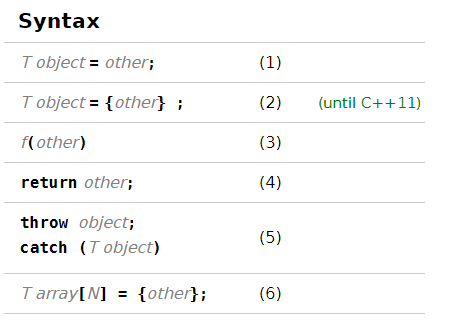 Syntax
T object = other; (1)
T object = {other} ; (2) (until C++11)
f(other) (3)
return other; (4)
throw object;
catch (T object) (5)
T array[N] = {other}; (6)